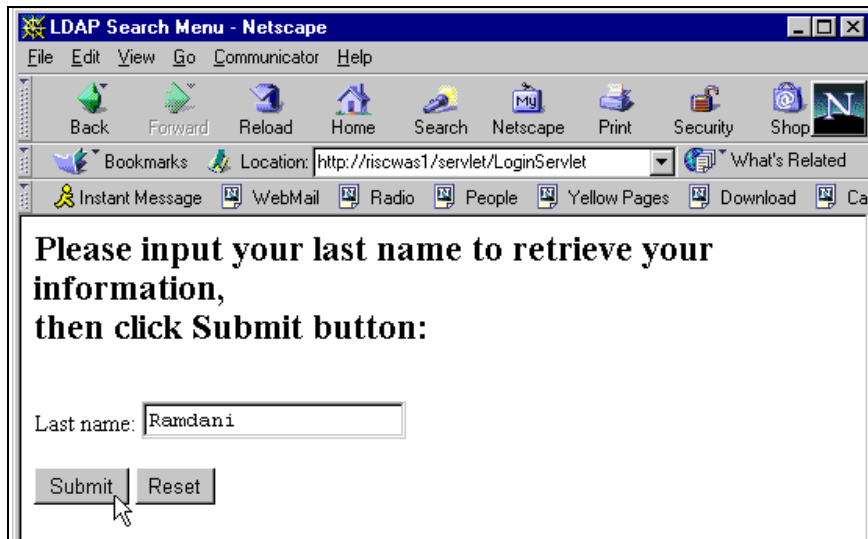 LDAP Search Menu - Netscape
File Edit View Go Communicator Help
Back Forward Reload Home Search Netscape Print Security Shop
My
N
Bookmarks Location: http://riscwas1/servlet/LoginServlet What's Related
Instant Message WebMail Radio People Yellow Pages Download Ca
Please input your last name to retrieve your
information,
then click Submit button:
Last name: Ramdani
Submit Reset